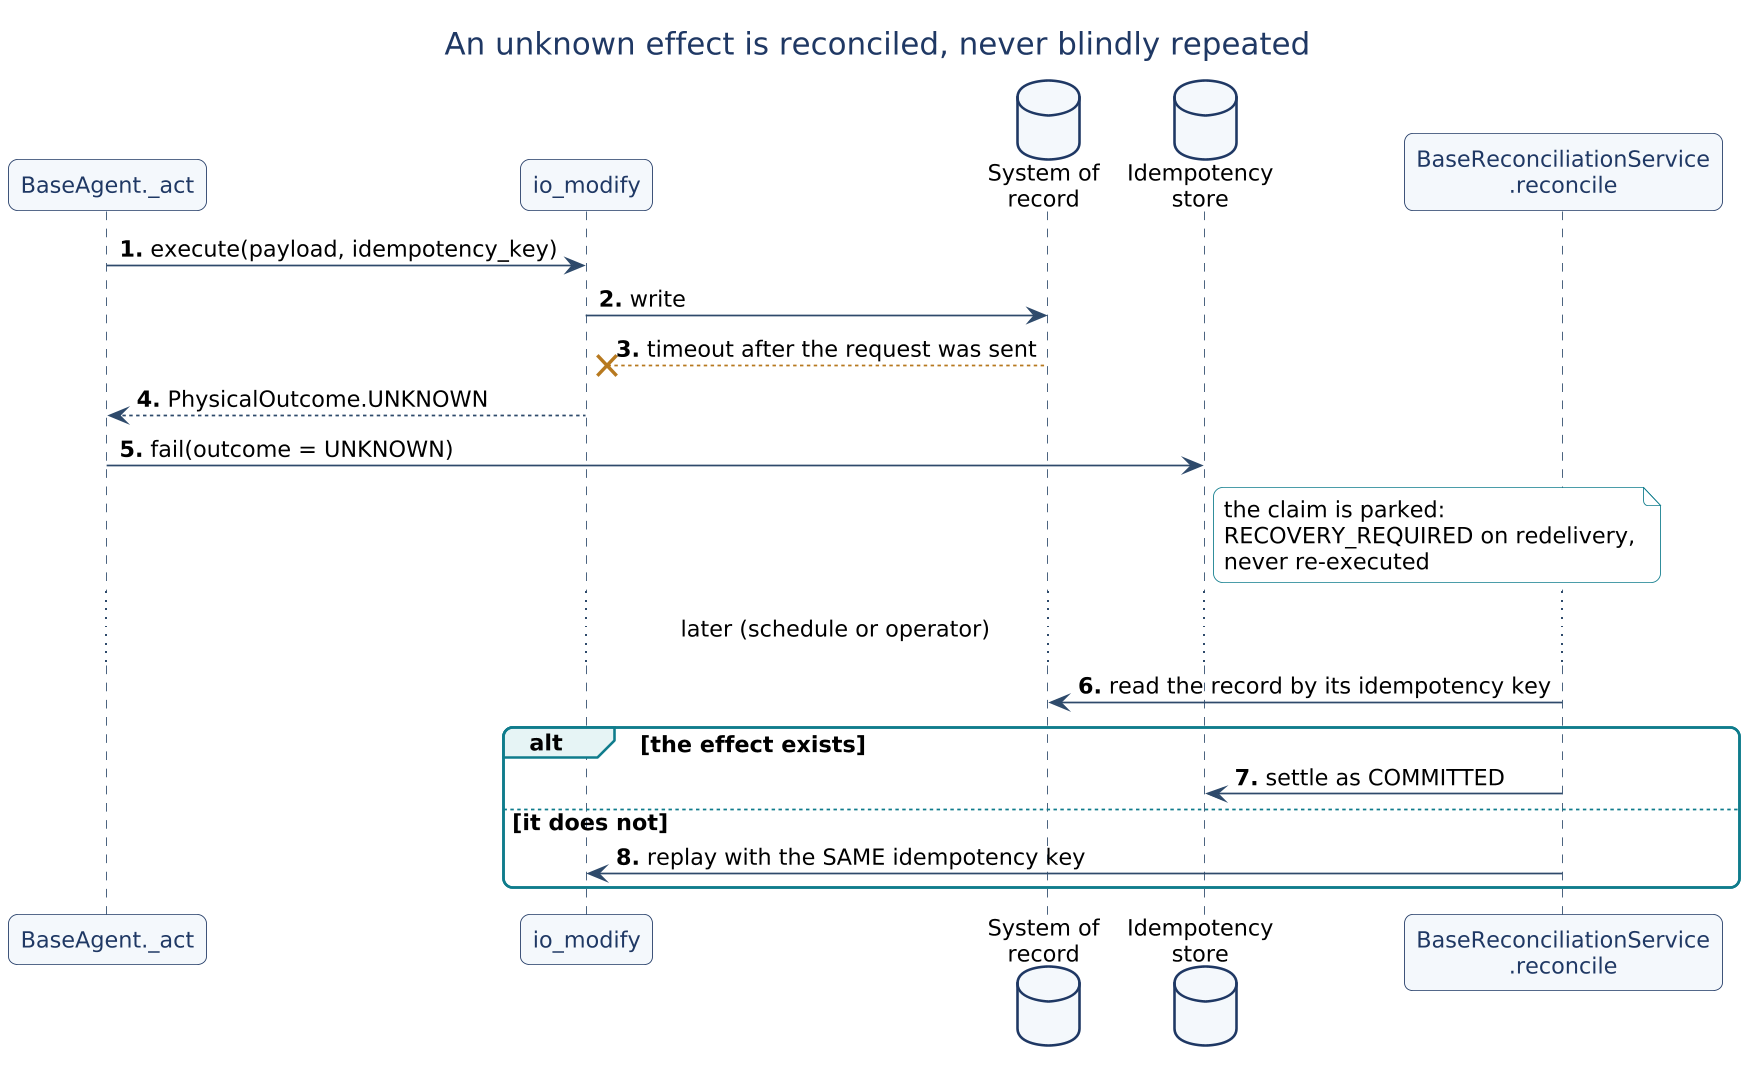 An unknown effect is reconciled, never blindly repeated
BaseAgent._act
io_modify
System of
record
Idempotency
store
BaseReconciliationService
.reconcile
1. execute(payload, idempotency_key)
2. write
3. timeout after the request was sent
4. PhysicalOutcome.UNKNOWN
5. fail(outcome = UNKNOWN)
the claim is parked:
RECOVERY_REQUIRED on redelivery,
never re-executed
later (schedule or operator)
6. read the record by its idempotency key
alt [the effect exists]
7. settle as COMMITTED
[it does not]
8. replay with the SAME idempotency key
BaseAgent._act
io_modify
System of
record
Idempotency
store
BaseReconciliationService
.reconcile